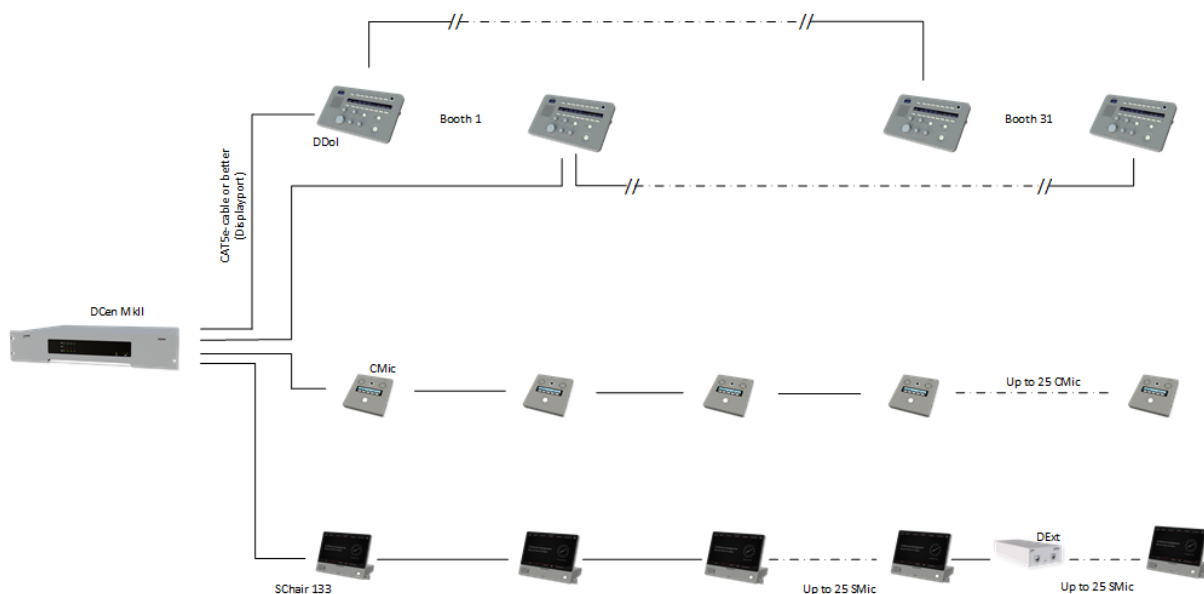 Booth 1
Booth 31
DDoI
CAT5e-cable or better
(Displayport)
DCen MkII
CMic
Up to 25 CMic
DExt
SChair 133
Up to 25 SMic
Up to 25 SMic